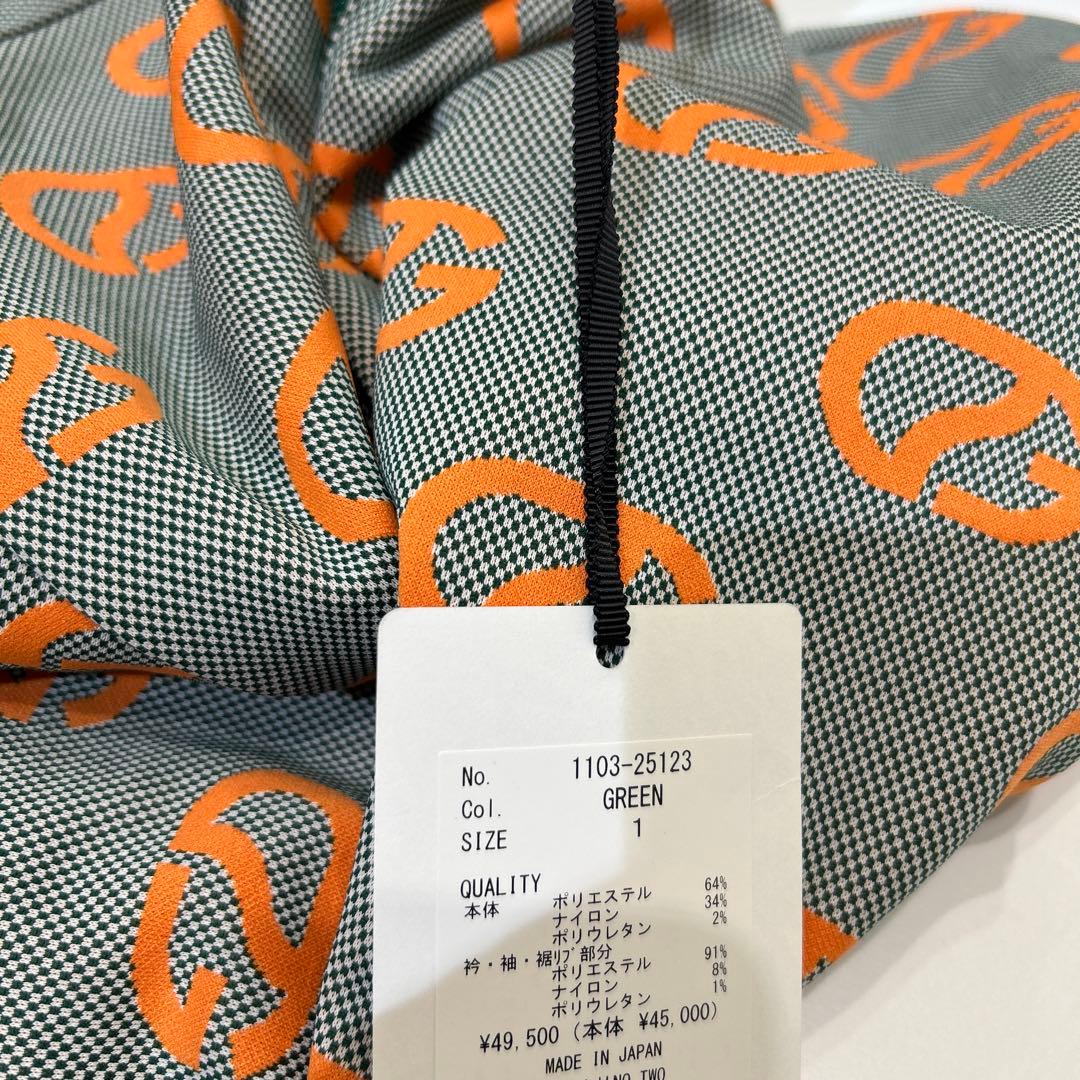 No. 1103-25123
Col. GREEN
SIZE 1
QUALITY
本体 ポリエステル 64%
ナイロン 34%
ポリウレタン 2%
衿・袖・裾ﾘﾌﾞ部分
ポリエステル 91%
ナイロン 8%
ポリウレタン 1%
¥49,500 (本体 ¥45,000)
MADE IN JAPAN
TWO